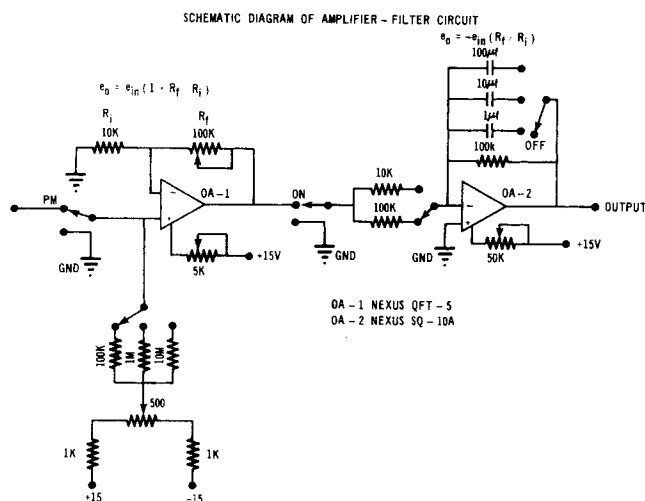 SCHEMATIC DIAGRAM OF AMPLIFIER - FILTER CIRCUIT
e₀ = -eᵢₙ (Rf / Rᵢ)
100µf
10µf
1µf
OFF
100k
e₀ = eᵢₙ (1 + Rf / Rᵢ)
Rᵢ
10K
Rf
100K
PM
-
+
OA-1
ON
10K
100K
-
+
OA-2
OUTPUT
GND
5K
+15V
GND
GND
50K
+15V
OA-1 NEXUS QFT-5
OA-2 NEXUS SQ-10A
100K
1M
10M
500
1K
1K
+15
-15